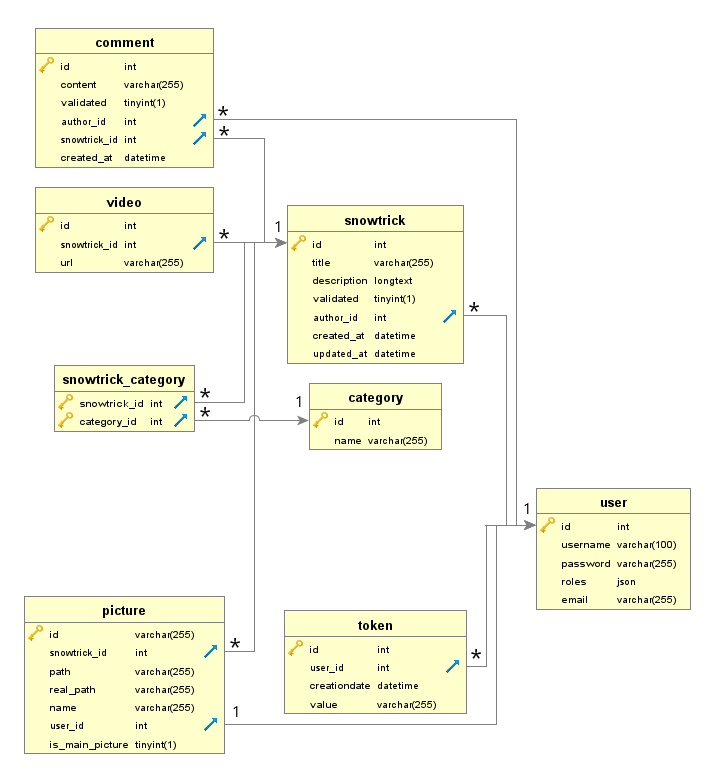 comment
id int
content varchar(255)
validated tinyint(1)
author_id int
snowtrick_id int
created_at datetime
*
*
video
id int
snowtrick_id int
url varchar(255)
*
1
snowtrick
id int
title varchar(255)
description longtext
validated tinyint(1)
author_id int
created_at datetime
updated_at datetime
*
snowtrick_category
snowtrick_id int
category_id int
*
*
1
category
id int
name varchar(255)
1
user
id int
username varchar(100)
password varchar(255)
roles json
email varchar(255)
picture
id varchar(255)
snowtrick_id int
path varchar(255)
real_path varchar(255)
name varchar(255)
user_id int
is_main_picture tinyint(1)
*
1
token
id int
user_id int
creationdate datetime
value varchar(255)
*